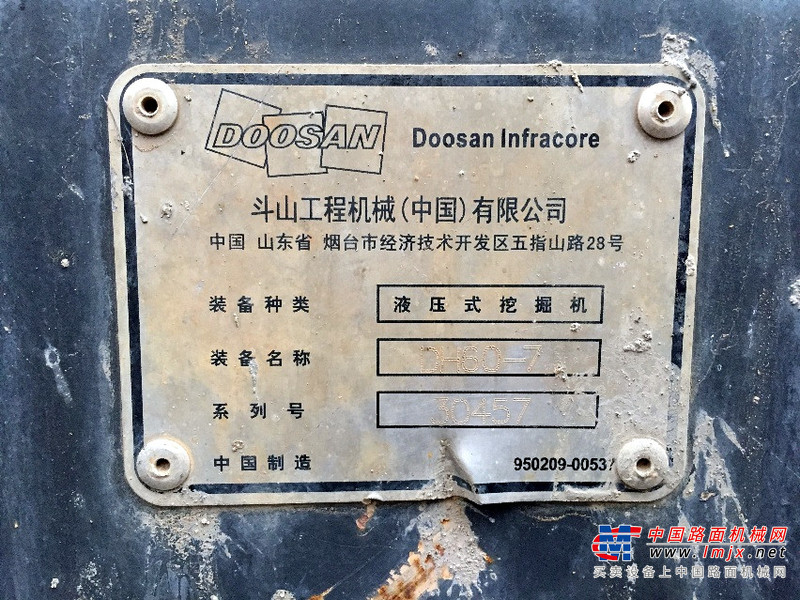 DOOSAN Doosan Infracore
斗山工程机械(中国)有限公司
中国 山东省 烟台市经济技术开发区五指山路28号
装备种类 液压式挖掘机
装备名称 DH60-7
系列号 30457
中国制造 950209-0053
中国路面机械网
www.lmjx.net
买卖设备上中国路面机械网